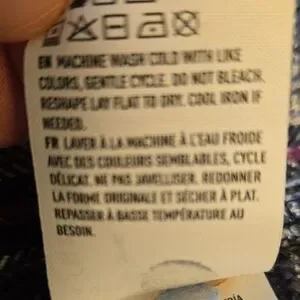 EN MACHINE WASH COLD WITH LIKE
COLORS, GENTLE CYCLE. DO NOT BLEACH.
RESHAPE LAY FLAT TO DRY. COOL IRON IF
NEEDED.
FR LAVER À LA MACHINE À L'EAU FROIDE
AVEC DES COULEURS SEMBLABLES, CYCLE
DÉLICAT. NE PAS JAVELLISER. REDONNER
LA FORME ORIGINALE ET SÉCHER À PLAT.
REPASSER À BASSE TEMPÉRATURE AU
BESOIN.